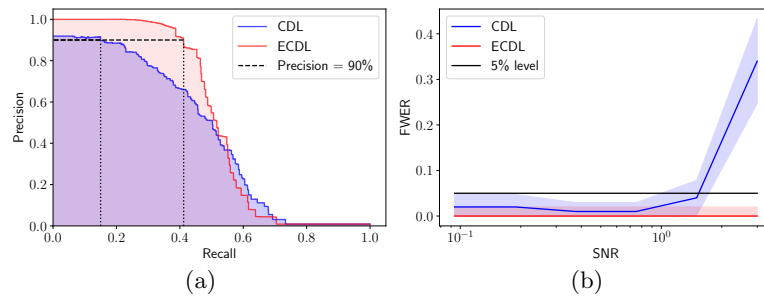 CDL
ECDL
Precision = 90%
1.0
0.8
0.6
0.4
0.2
0.0
Precision
0.0 0.2 0.4 0.6 0.8 1.0
Recall
(a)
CDL
ECDL
5% level
0.4
0.3
0.2
0.1
0.0
FWER
10⁻¹ 10⁰
SNR
(b)